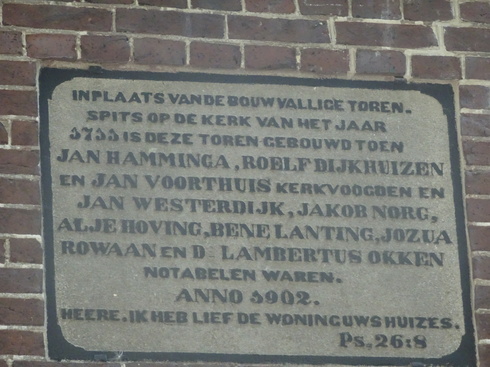 INPLAATS VAN DE BOUWVALLIGE TOREN.
SPITS OP DE KERK VAN HET JAAR
1711 IS DEZE TOREN GEBOUWD TOEN
JAN HAMMINGA, ROELF DIJKHUIZEN
EN JAN VOORTHUIS KERKVOOGDEN EN
JAN WESTERDIJK, JAKOB NORG,
ALJE HOVING, BENE LANTING, JOZUA
ROWAAN EN D. LAMBERTUS OKKEN
NOTABELEN WAREN.
ANNO 1902.
HEERE. IK HEB LIEF DE WONING UWS HUIZES.
Ps. 26:8